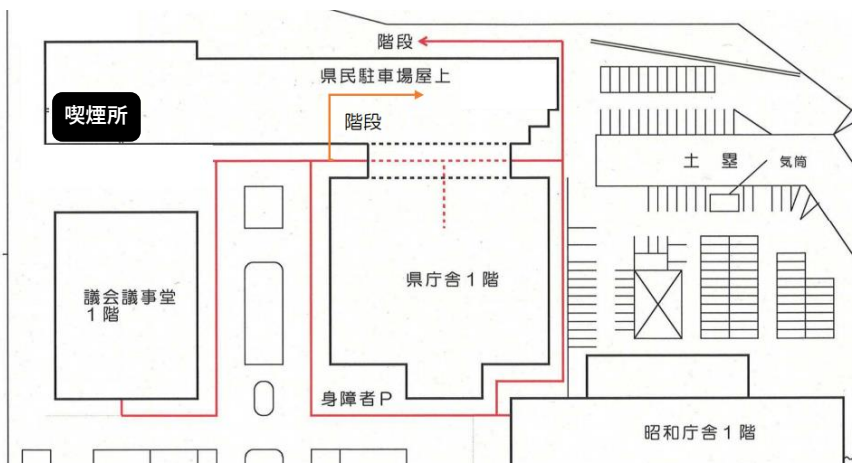 階段
県民駐車場屋上
喫煙所
階段
土塁
気筒
県庁舎１階
議会議事堂
１階
身障者Ｐ
昭和庁舎１階